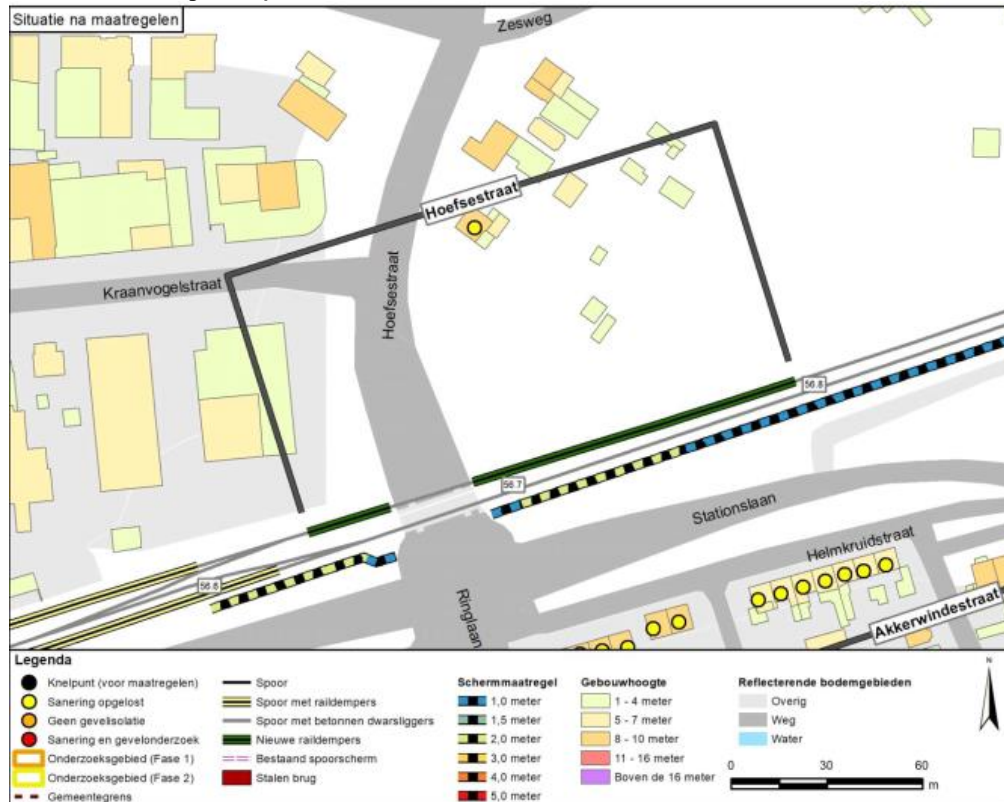 Situatie na maatregelen
Zesweg
Hoefsestraat
Kraanvogelstraat
Hoefsestraat
56.8
56.7
Stationslaan
Helmkruidstraat
56.8
Ringlaan
Akkerwindestraat
Legenda
Knelpunt (voor maatregelen)
Sanering opgelost
Geen gevelisolatie
Sanering en gevelonderzoek
Onderzoeksgebied (Fase 1)
Onderzoeksgebied (Fase 2)
Gemeentegrens
Spoor
Spoor met raildempers
Spoor met betonnen dwarsliggers
Nieuwe raildempers
Bestaand spoorscherm
Stalen brug
Schermmaatregel
1,0 meter
1,5 meter
2,0 meter
3,0 meter
4,0 meter
5,0 meter
Gebouwhoogte
1 - 4 meter
5 - 7 meter
8 - 10 meter
11 - 16 meter
Boven de 16 meter
Reflecterende bodemgebieden
Overig
Weg
Water
N
0 30 60
m